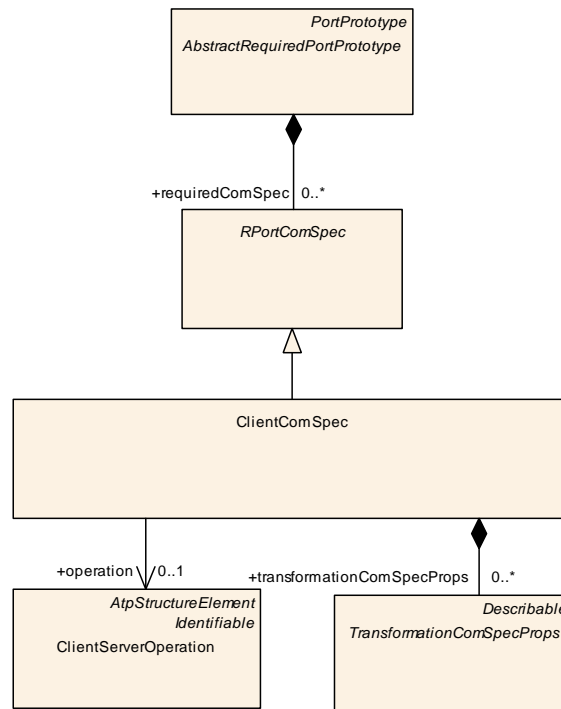 PortPrototype
AbstractRequiredPortPrototype
+requiredComSpec 0..*
RPortComSpec
ClientComSpec
+operation 0..1
+transformationComSpecProps 0..*
AtpStructureElement
Identifiable
ClientServerOperation
Describable
TransformationComSpecProps